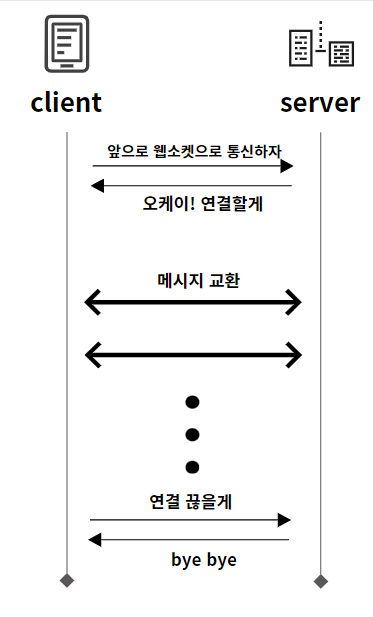 client
server
앞으로 웹소켓으로 통신하자
오케이! 연결할게
메시지 교환
연결 끊을게
bye bye